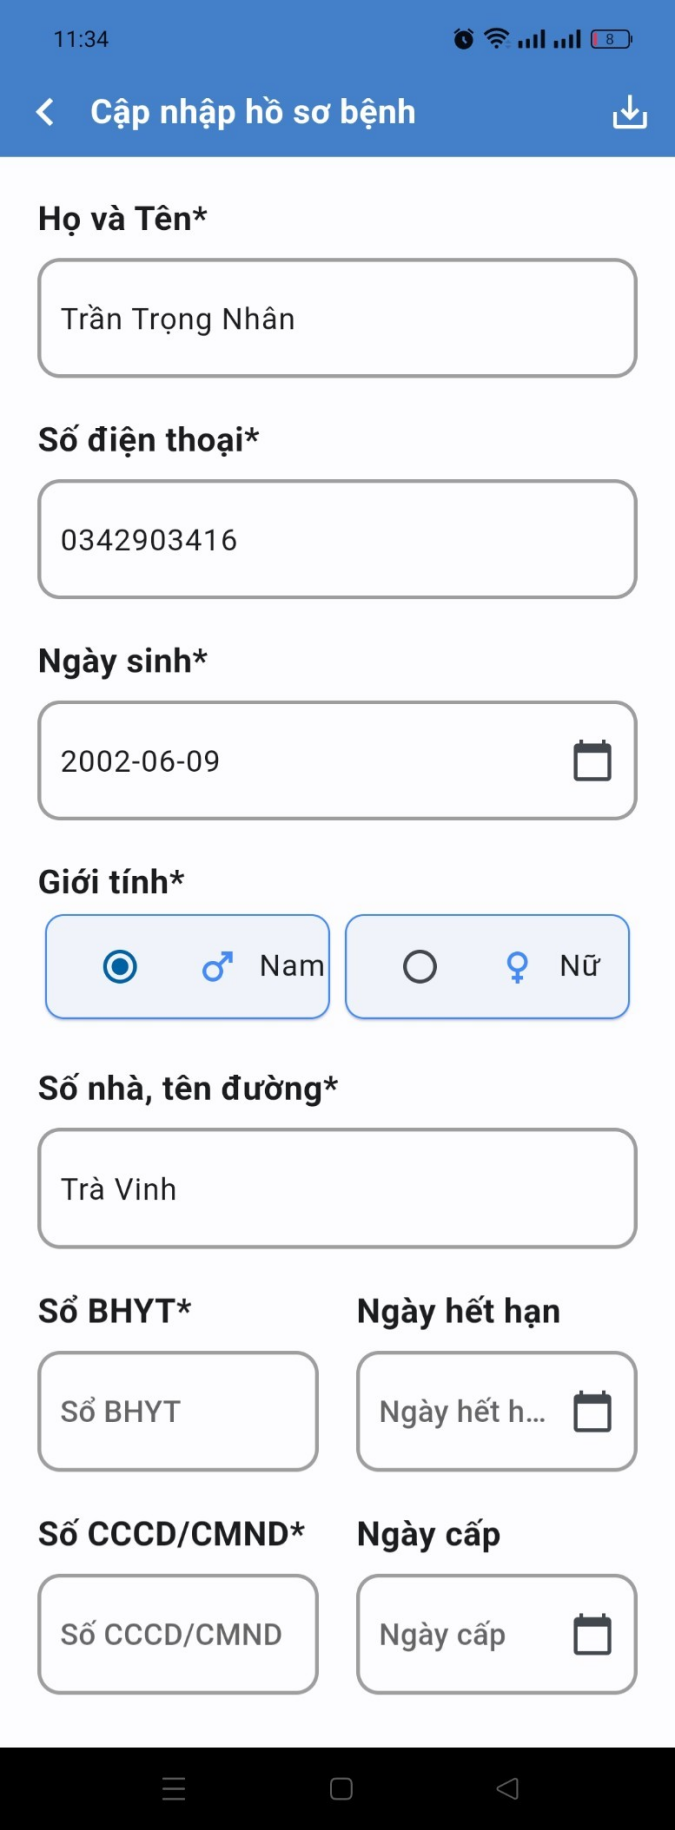 11:34
8
Cập nhập hồ sơ bệnh
Họ và Tên*
Trần Trọng Nhân
Số điện thoại*
0342903416
Ngày sinh*
2002-06-09
Giới tính*
Nam
Nữ
Số nhà, tên đường*
Trà Vinh
Sổ BHYT*
Ngày hết hạn
Sổ BHYT
Ngày hết h...
Số CCCD/CMND*
Ngày cấp
Số CCCD/CMND
Ngày cấp